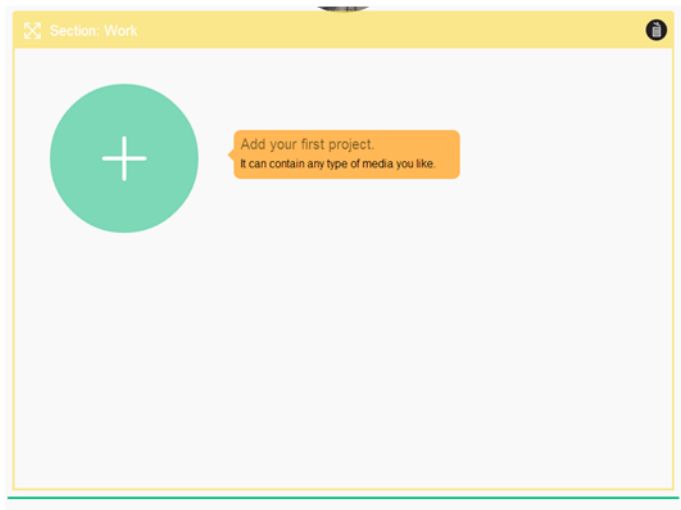 Section: Work
Add your first project.
It can contain any type of media you like.